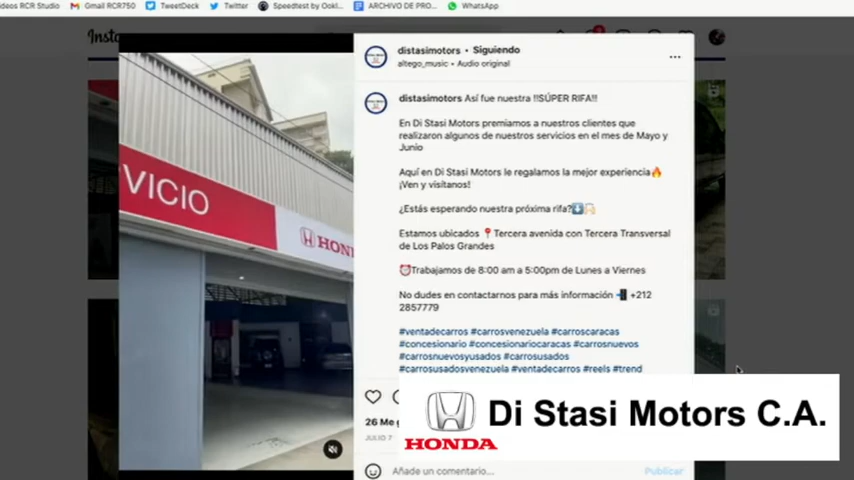 deos RCR Studio
Gmail RCR750
TweetDeck
Twitter
Speedtest by Ookl...
ARCHIVO DE PRO...
WhatsApp
Inst
distasimotors • Siguiendo
altego_music • Audio original
distasimotors Así fue nuestra !!SÚPER RIFA!!
En Di Stasi Motors premiamos a nuestros clientes que
realizaron algunos de nuestros servicios en el mes de Mayo y
Junio
Aquí en Di Stasi Motors le regalamos la mejor experiencia🔥
¡Ven y visítanos!
¿Estás esperando nuestra próxima rifa?⬇️
Estamos ubicados 📍Tercera avenida con Tercera Transversal
de Los Palos Grandes
⏰Trabajamos de 8:00 am a 5:00pm de Lunes a Viernes
No dudes en contactarnos para más información 📲 +212
2857779
#ventadecarros #carrosvenezuela #carroscaracas
#concesionario #concesionariocaracas #carrosnuevos
#carrosnuevosyusados #carrosusados
#carrosusadosvenezuela #ventadecarros #reels #trend
26 Me g
JULIO 7
Añade un comentario...
Publicar
VICIO
HON
Di Stasi Motors C.A.
HONDA